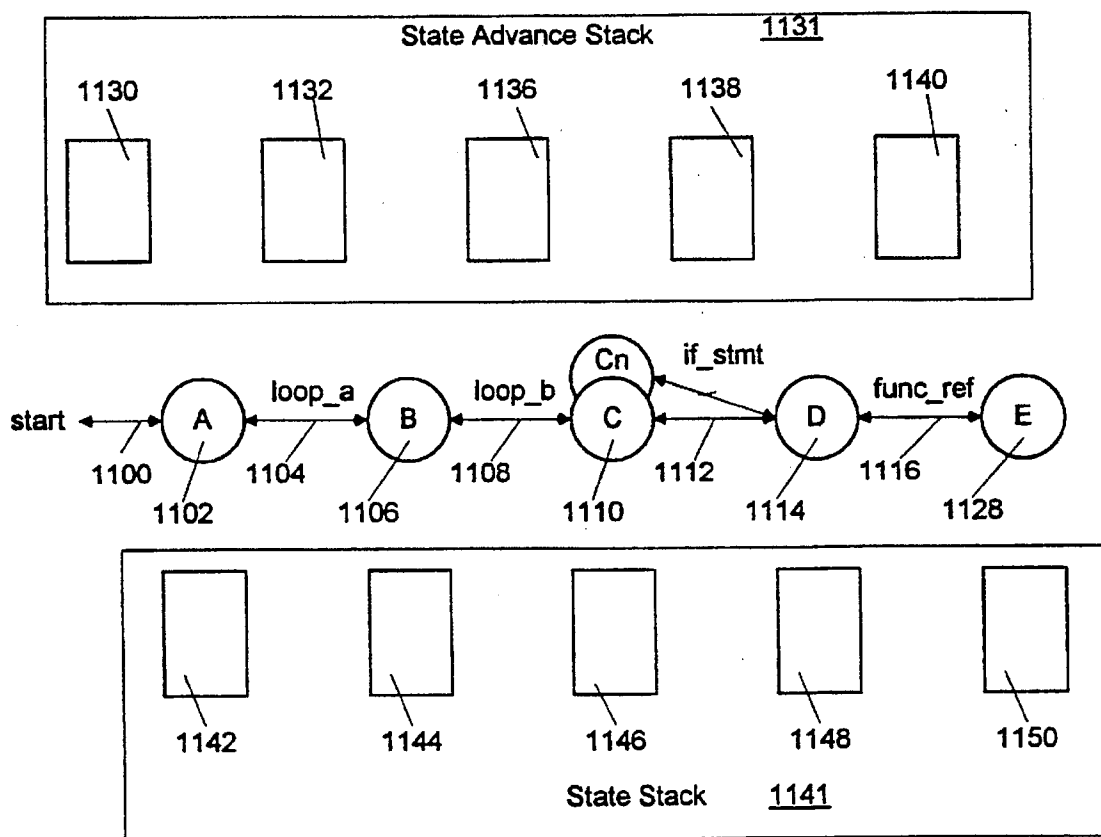 State Advance Stack 1131
1130 1132 1136 1138 1140
Cn if_stmt
start A loop_a B loop_b C D func_ref E
1100 1104 1108 1112 1116
1102 1106 1110 1114 1128
1142 1144 1146 1148 1150
State Stack 1141